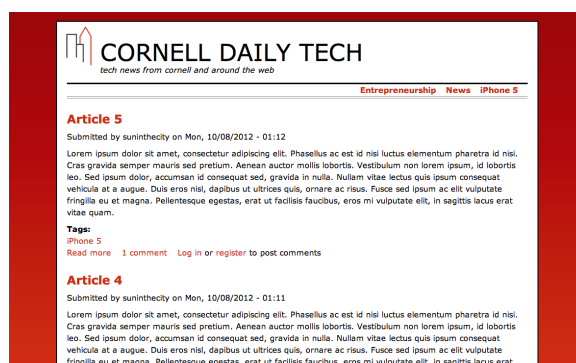 CORNELL DAILY TECH
tech news from cornell and around the web
Entrepreneurship News iPhone 5
Article 5
Submitted by suninthecity on Mon, 10/08/2012 - 01:12
Lorem ipsum dolor sit amet, consectetur adipiscing elit. Phasellus ac est id nisi luctus elementum pharetra id nisi.
Cras gravida semper mauris sed pretium. Aenean auctor mollis lobortis. Vestibulum non lorem ipsum, id lobortis
leo. Sed ipsum dolor, accumsan id consequat sed, gravida in nulla. Nullam vitae lectus quis ipsum consequat
vehicula at a augue. Duis eros nisl, dapibus ut ultrices quis, ornare ac risus. Fusce sed ipsum ac elit vulputate
fringilla eu et magna. Pellentesque egestas, erat ut facilisis faucibus, eros mi vulputate elit, in sagittis lacus erat
vitae quam.
Tags:
iPhone 5
Read more 1 comment Log in or register to post comments
Article 4
Submitted by suninthecity on Mon, 10/08/2012 - 01:11
Lorem ipsum dolor sit amet, consectetur adipiscing elit. Phasellus ac est id nisi luctus elementum pharetra id nisi.
Cras gravida semper mauris sed pretium. Aenean auctor mollis lobortis. Vestibulum non lorem ipsum, id lobortis
leo. Sed ipsum dolor, accumsan id consequat sed, gravida in nulla. Nullam vitae lectus quis ipsum consequat
vehicula at a augue. Duis eros nisl, dapibus ut ultrices quis, ornare ac risus. Fusce sed ipsum ac elit vulputate
fringilla eu et magna. Pellentesque egestas, erat ut facilisis faucibus, eros mi vulputate elit, in sagittis lacus erat